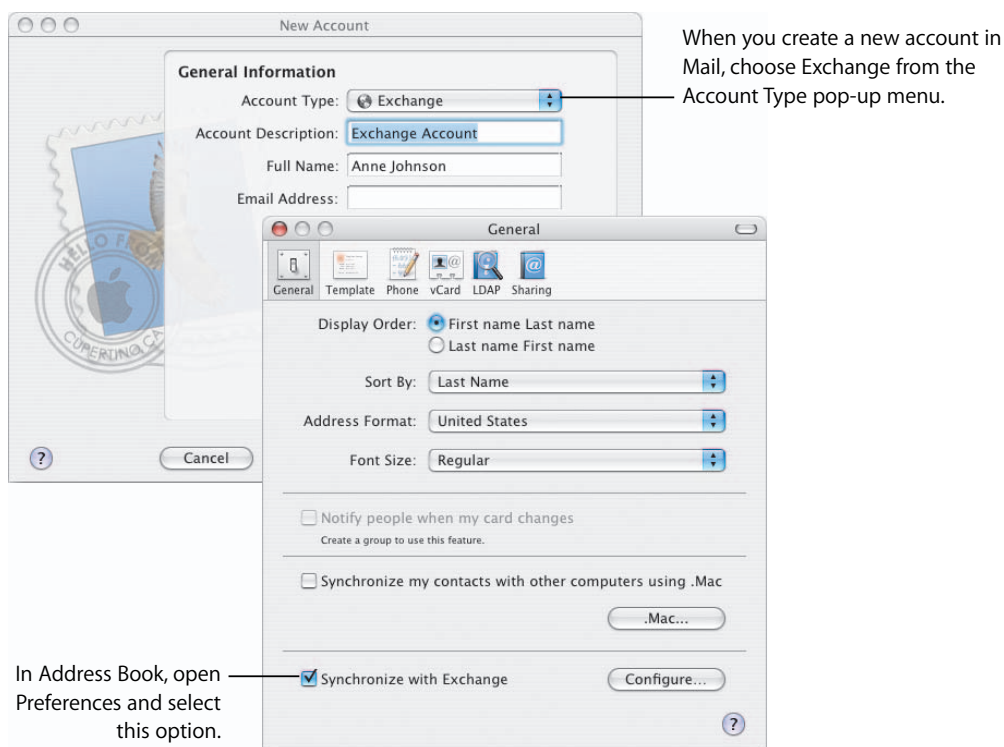 New Account
When you create a new account in
Mail, choose Exchange from the
Account Type pop-up menu.
General Information
Account Type: Exchange
Account Description: Exchange Account
Full Name: Anne Johnson
Email Address:
HELLO FROM
CUPERTINO, CA
? Cancel
General
General Template Phone vCard LDAP Sharing
Display Order: First name Last name
Last name First name
Sort By: Last Name
Address Format: United States
Font Size: Regular
Notify people when my card changes
Create a group to use this feature.
Synchronize my contacts with other computers using .Mac
.Mac...
In Address Book, open
Preferences and select
this option.
Synchronize with Exchange Configure...
?